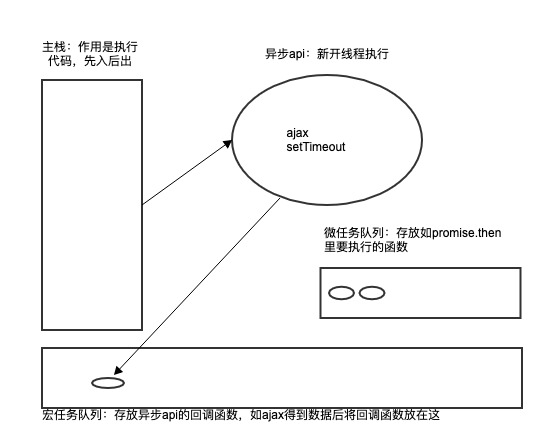 主栈：作用是执行
代码，先入后出
异步api：新开线程执行
ajax
setTimeout
微任务队列：存放如promise.then
里要执行的函数
宏任务队列：存放异步api的回调函数，如ajax得到数据后将回调函数放在这